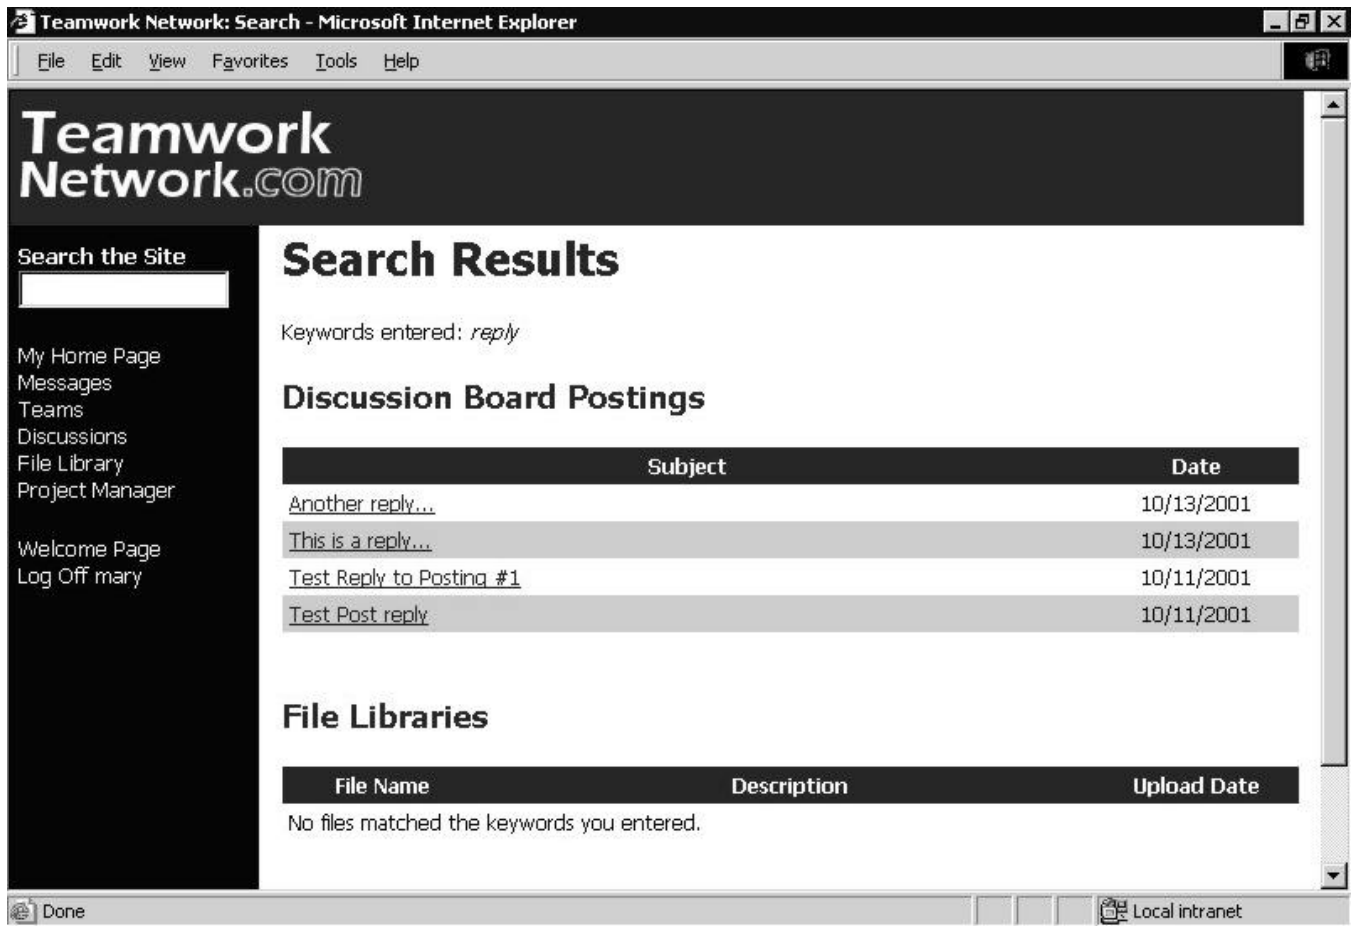 Teamwork Network: Search - Microsoft Internet Explorer
File Edit View Favorites Tools Help
Teamwork
Network.com
Search the Site
My Home Page
Messages
Teams
Discussions
File Library
Project Manager
Welcome Page
Log Off mary
Search Results
Keywords entered: reply
Discussion Board Postings
Subject Date
Another reply... 10/13/2001
This is a reply... 10/13/2001
Test Reply to Posting #1 10/11/2001
Test Post reply 10/11/2001
File Libraries
File Name Description Upload Date
No files matched the keywords you entered.
Done Local intranet